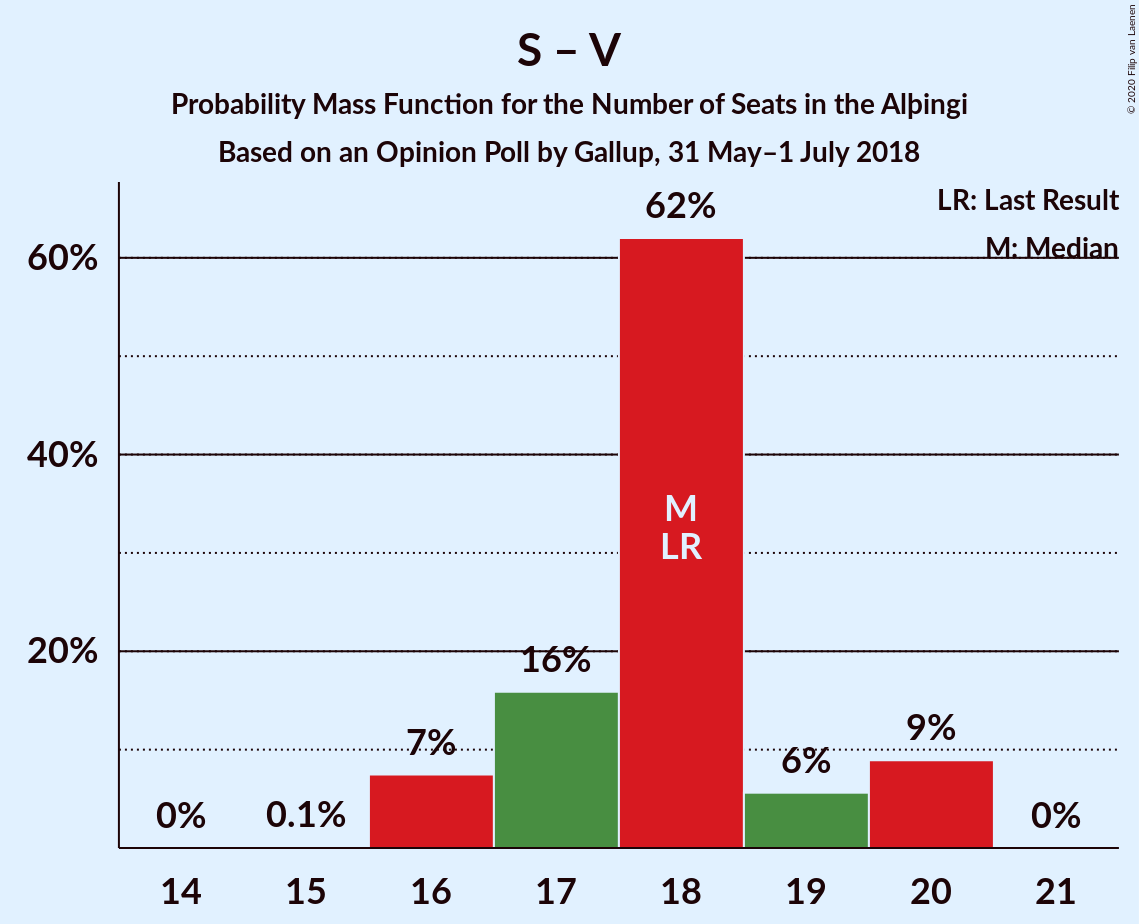 S – V
Probability Mass Function for the Number of Seats in the Alþingi
Based on an Opinion Poll by Gallup, 31 May–1 July 2018
© 2020 Filip van Laenen
LR: Last Result
M: Median
62%
60%
40%
M
LR
20%
16%
7%
9%
6%
0%
0.1%
0%
14
15
16
17
18
19
20
21